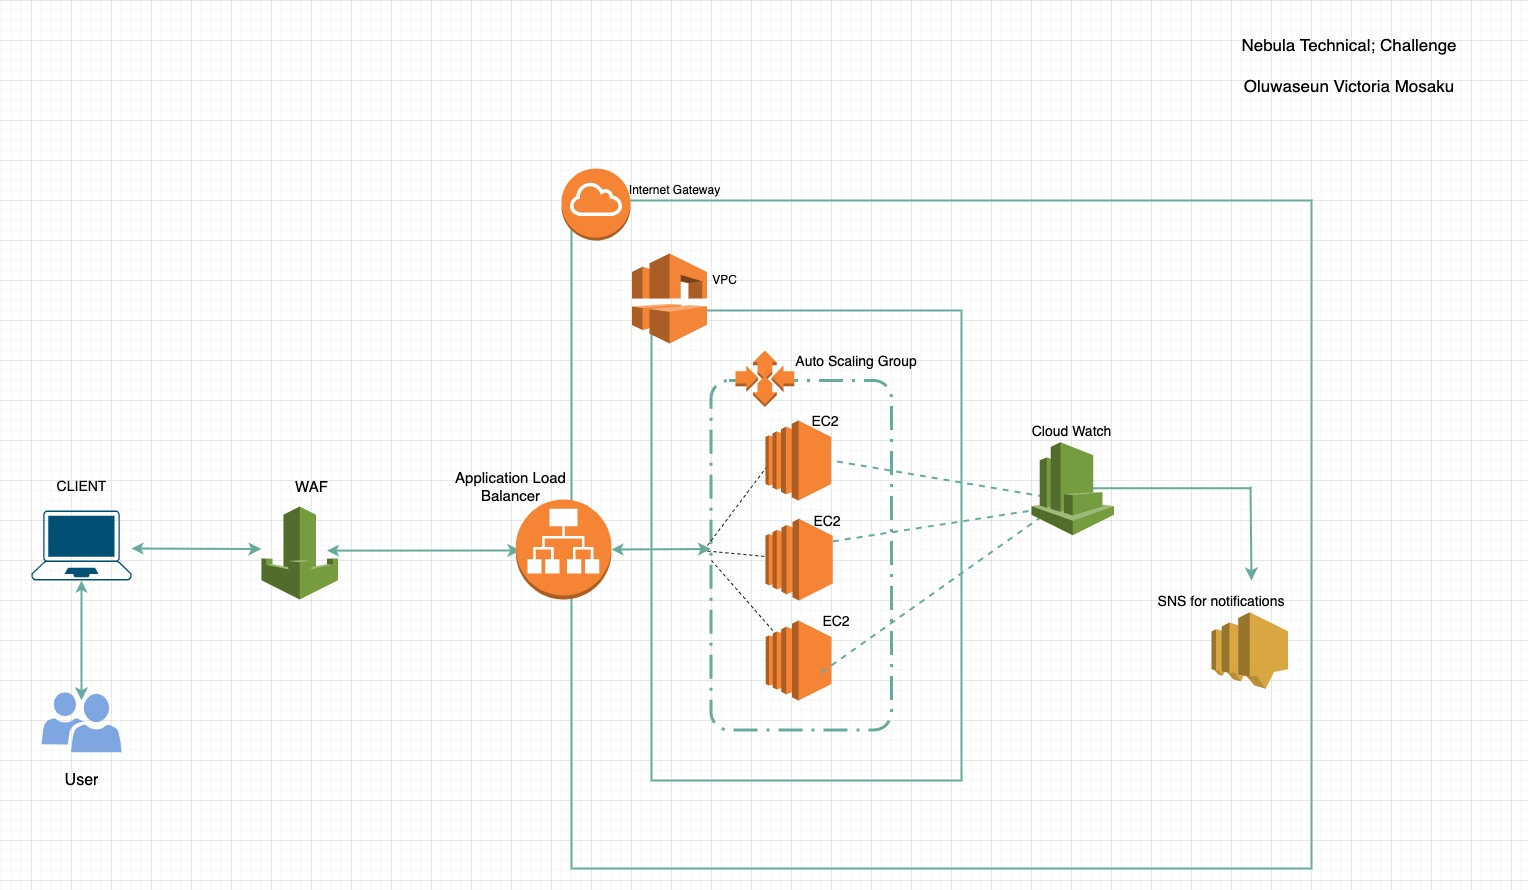 Nebula Technical; Challenge
Oluwaseun Victoria Mosaku
Internet Gateway
VPC
Auto Scaling Group
EC2
Cloud Watch
Application Load
Balancer
CLIENT
WAF
EC2
SNS for notifications
EC2
User